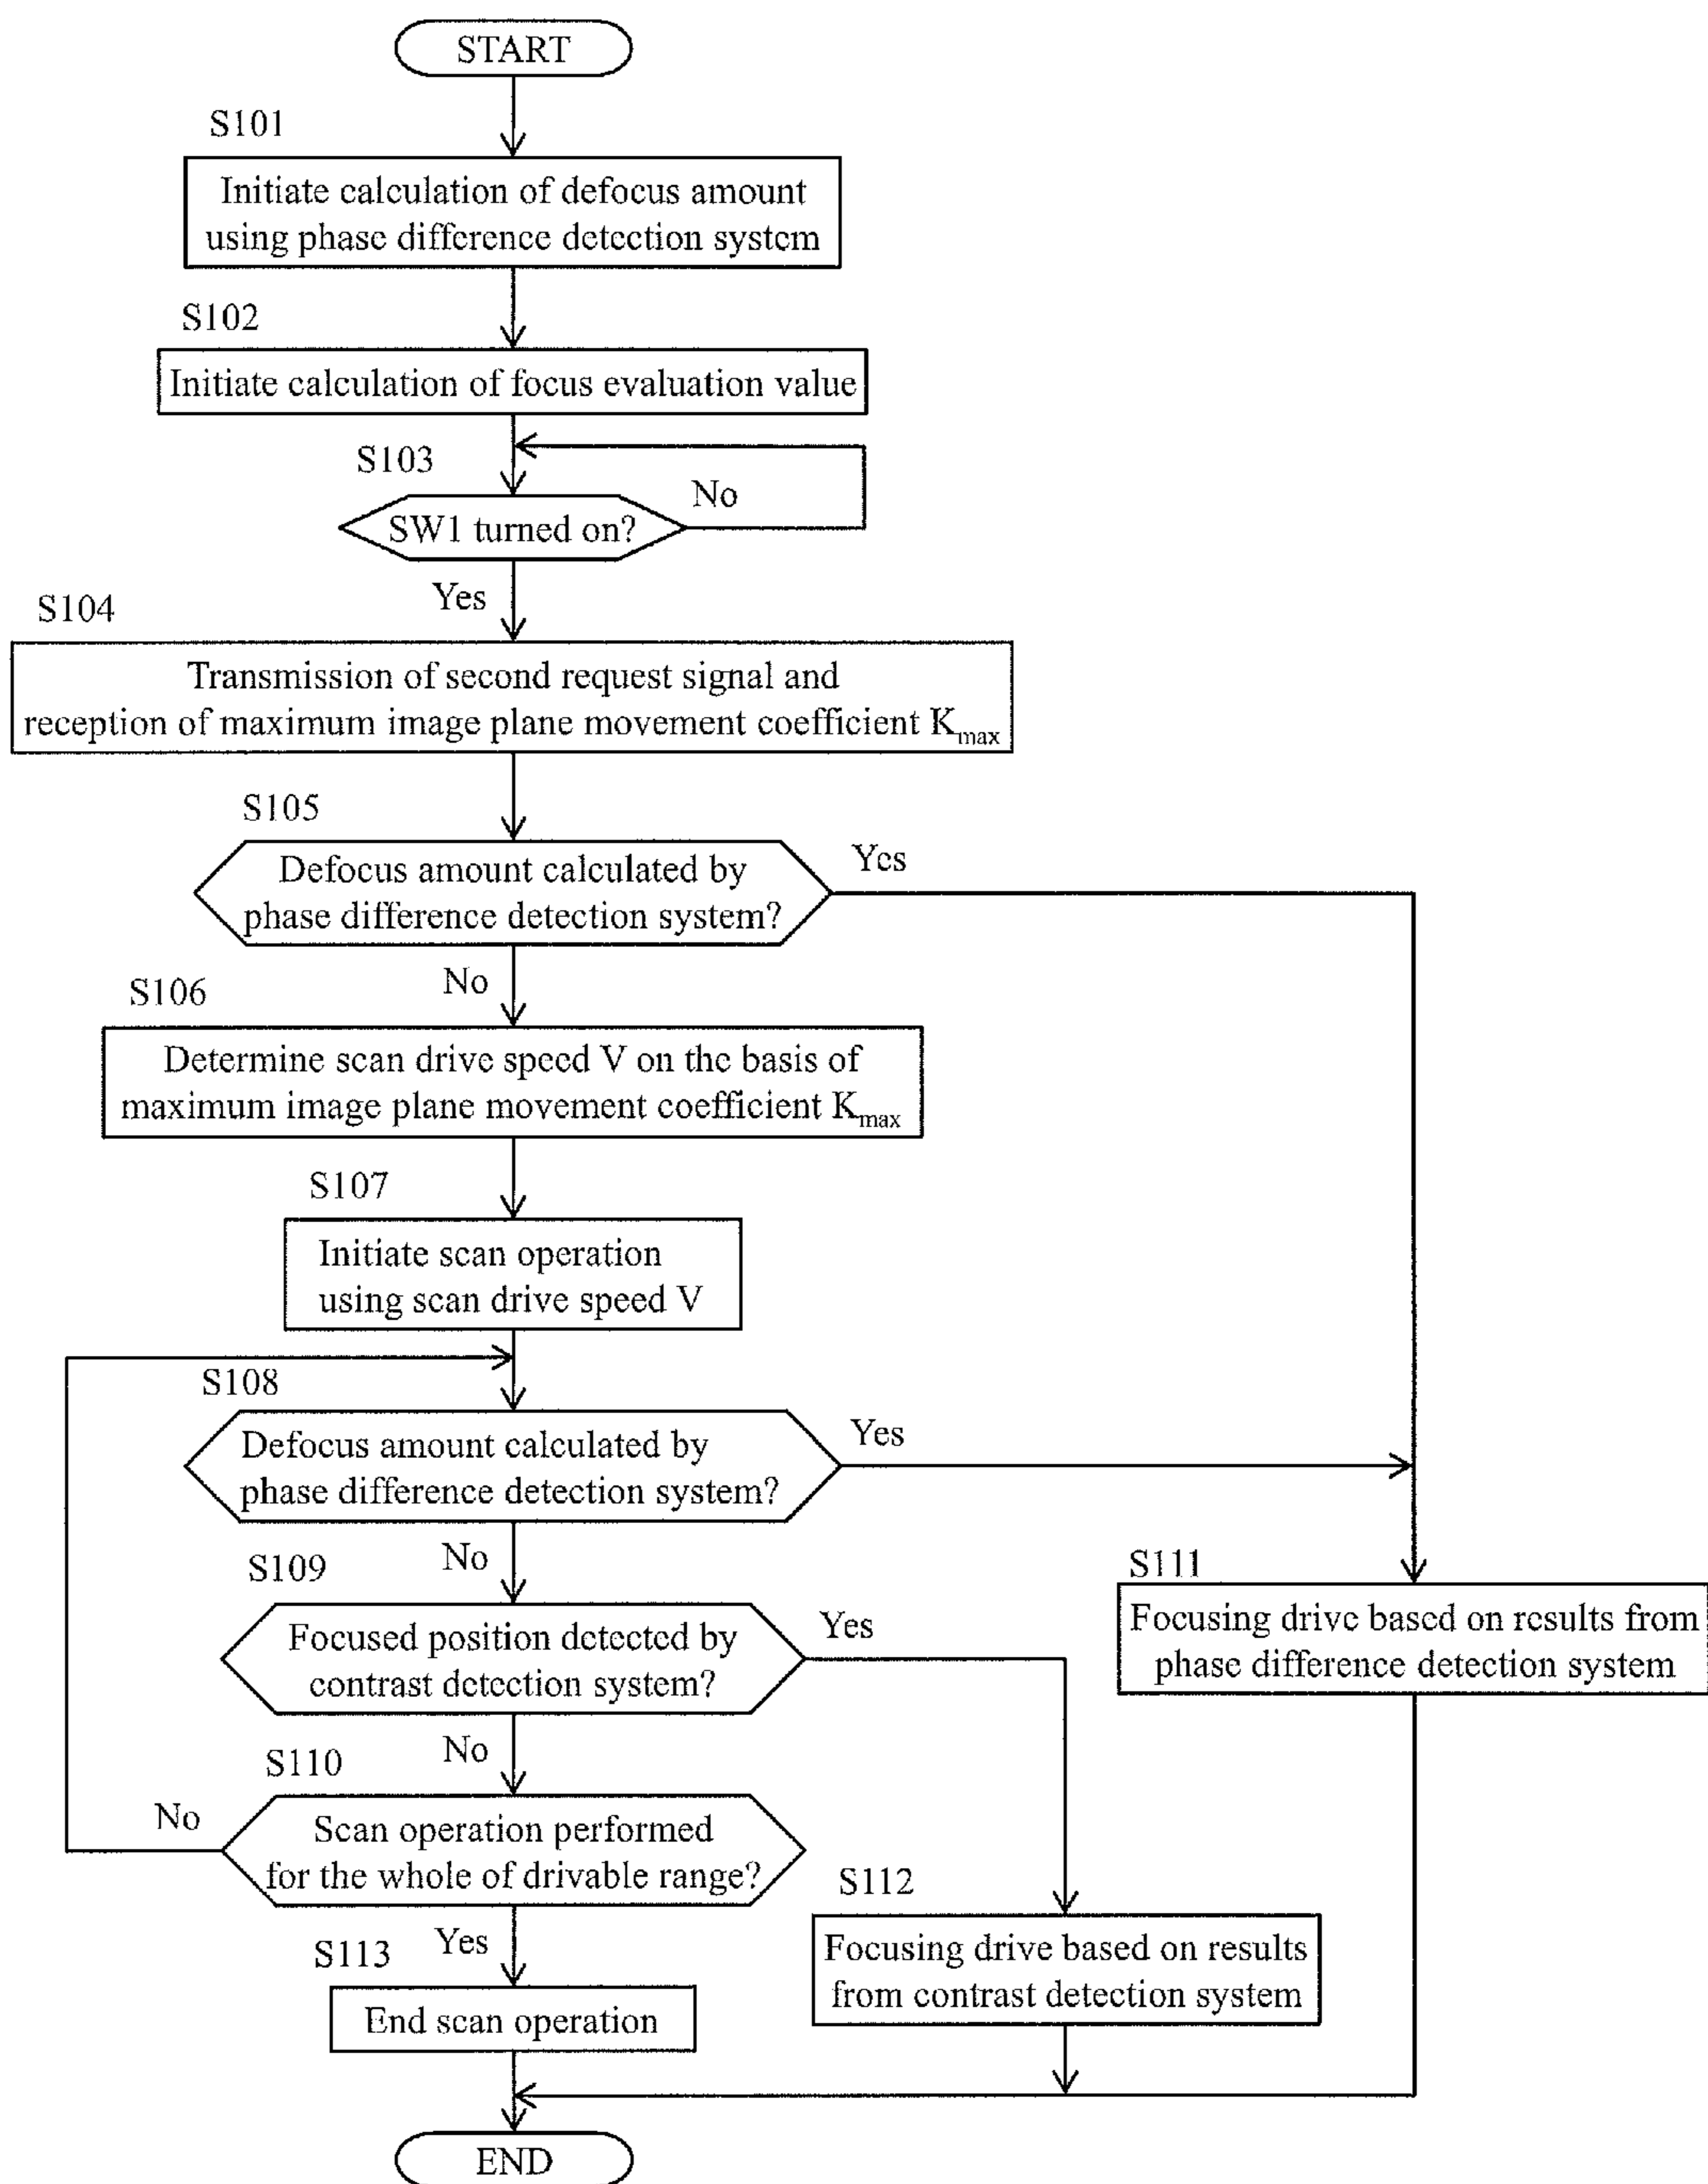 START
S101
Initiate calculation of defocus amount
using phase difference detection system
S102
Initiate calculation of focus evaluation value
S103
SW1 turned on?
No
Yes
S104
Transmission of second request signal and
reception of maximum image plane movement coefficient Kmax
S105
Defocus amount calculated by
phase difference detection system?
Yes
No
S106
Determine scan drive speed V on the basis of
maximum image plane movement coefficient Kmax
S107
Initiate scan operation
using scan drive speed V
S108
Defocus amount calculated by
phase difference detection system?
Yes
No
S109
Focused position detected by
contrast detection system?
Yes
S111
Focusing drive based on results from
phase difference detection system
No
S110
Scan operation performed
for the whole of drivable range?
No
Yes
S112
Focusing drive based on results
from contrast detection system
S113
End scan operation
END